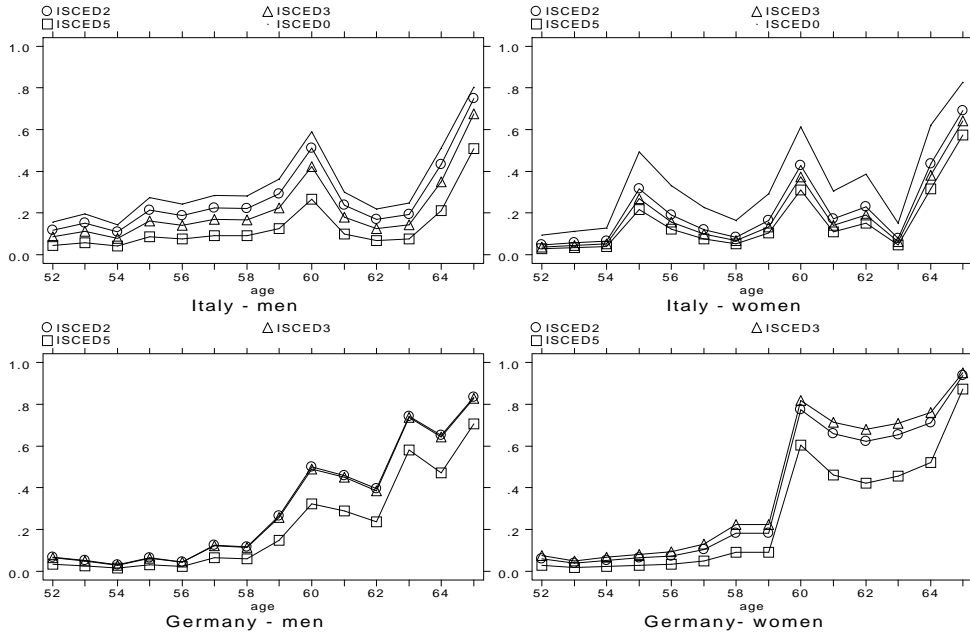 ISCED2 ISCED3
ISCED5 ISCED0
1.0
.8
.6
.4
.2
0.0
52 54 56 58 60 62 64
age
Italy - men
ISCED2 ISCED3
ISCED5 ISCED0
1.0
.8
.6
.4
.2
0.0
52 54 56 58 60 62 64
age
Italy - women
ISCED2 ISCED3
ISCED5
1.0
.8
.6
.4
.2
0.0
52 54 56 58 60 62 64
age
Germany - men
ISCED2 ISCED3
ISCED5
1.0
.8
.6
.4
.2
0.0
52 54 56 58 60 62 64
age
Germany- women